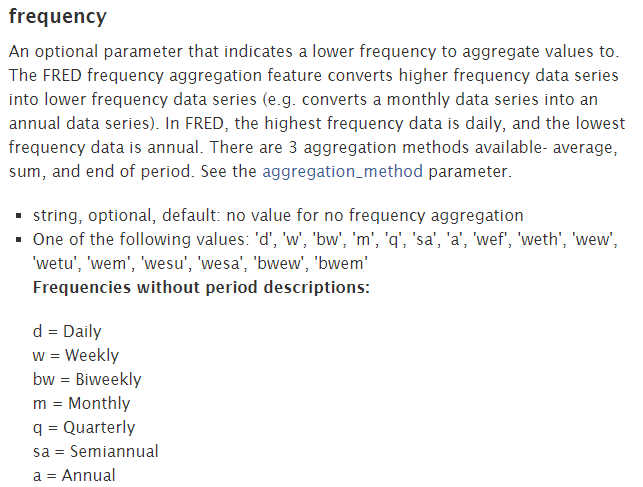 frequency
An optional parameter that indicates a lower frequency to aggregate values to.
The FRED frequency aggregation feature converts higher frequency data series
into lower frequency data series (e.g. converts a monthly data series into an
annual data series). In FRED, the highest frequency data is daily, and the lowest
frequency data is annual. There are 3 aggregation methods available- average,
sum, and end of period. See the aggregation_method parameter.
▪ string, optional, default: no value for no frequency aggregation
▪ One of the following values: 'd', 'w', 'bw', 'm', 'q', 'sa', 'a', 'wef', 'weth', 'wew',
'wetu', 'wem', 'wesu', 'wesa', 'bwew', 'bwem'
Frequencies without period descriptions:
d = Daily
w = Weekly
bw = Biweekly
m = Monthly
q = Quarterly
sa = Semiannual
a = Annual